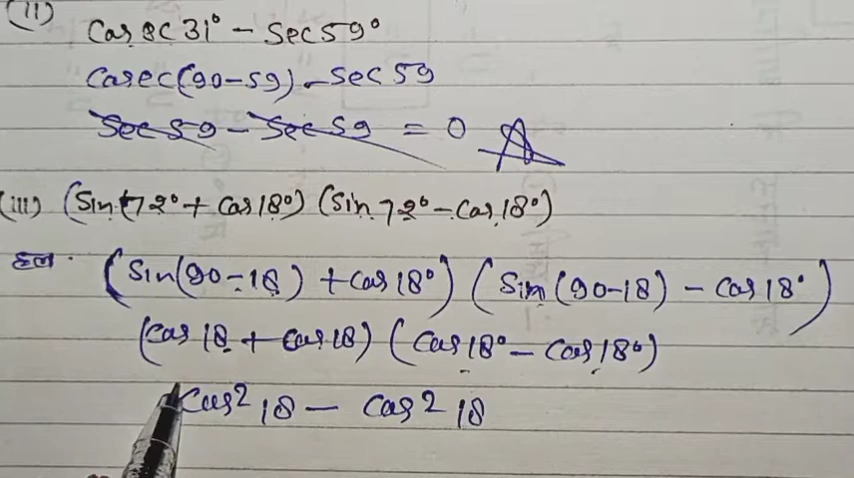 (ii)
Cosec 31° - Sec 59°
Cosec(90-59) - Sec 59
Sec 59 - Sec 59 = 0
(iii) (Sin 72° + Cos 18°) (Sin 72° - Cos 18°)
हल. (Sin(90-18) + Cos 18°) (Sin (90-18) - Cos 18°)
(Cos 18 + Cos 18) (Cos 18° - Cos 18°)
Cos² 18 - Cos² 18